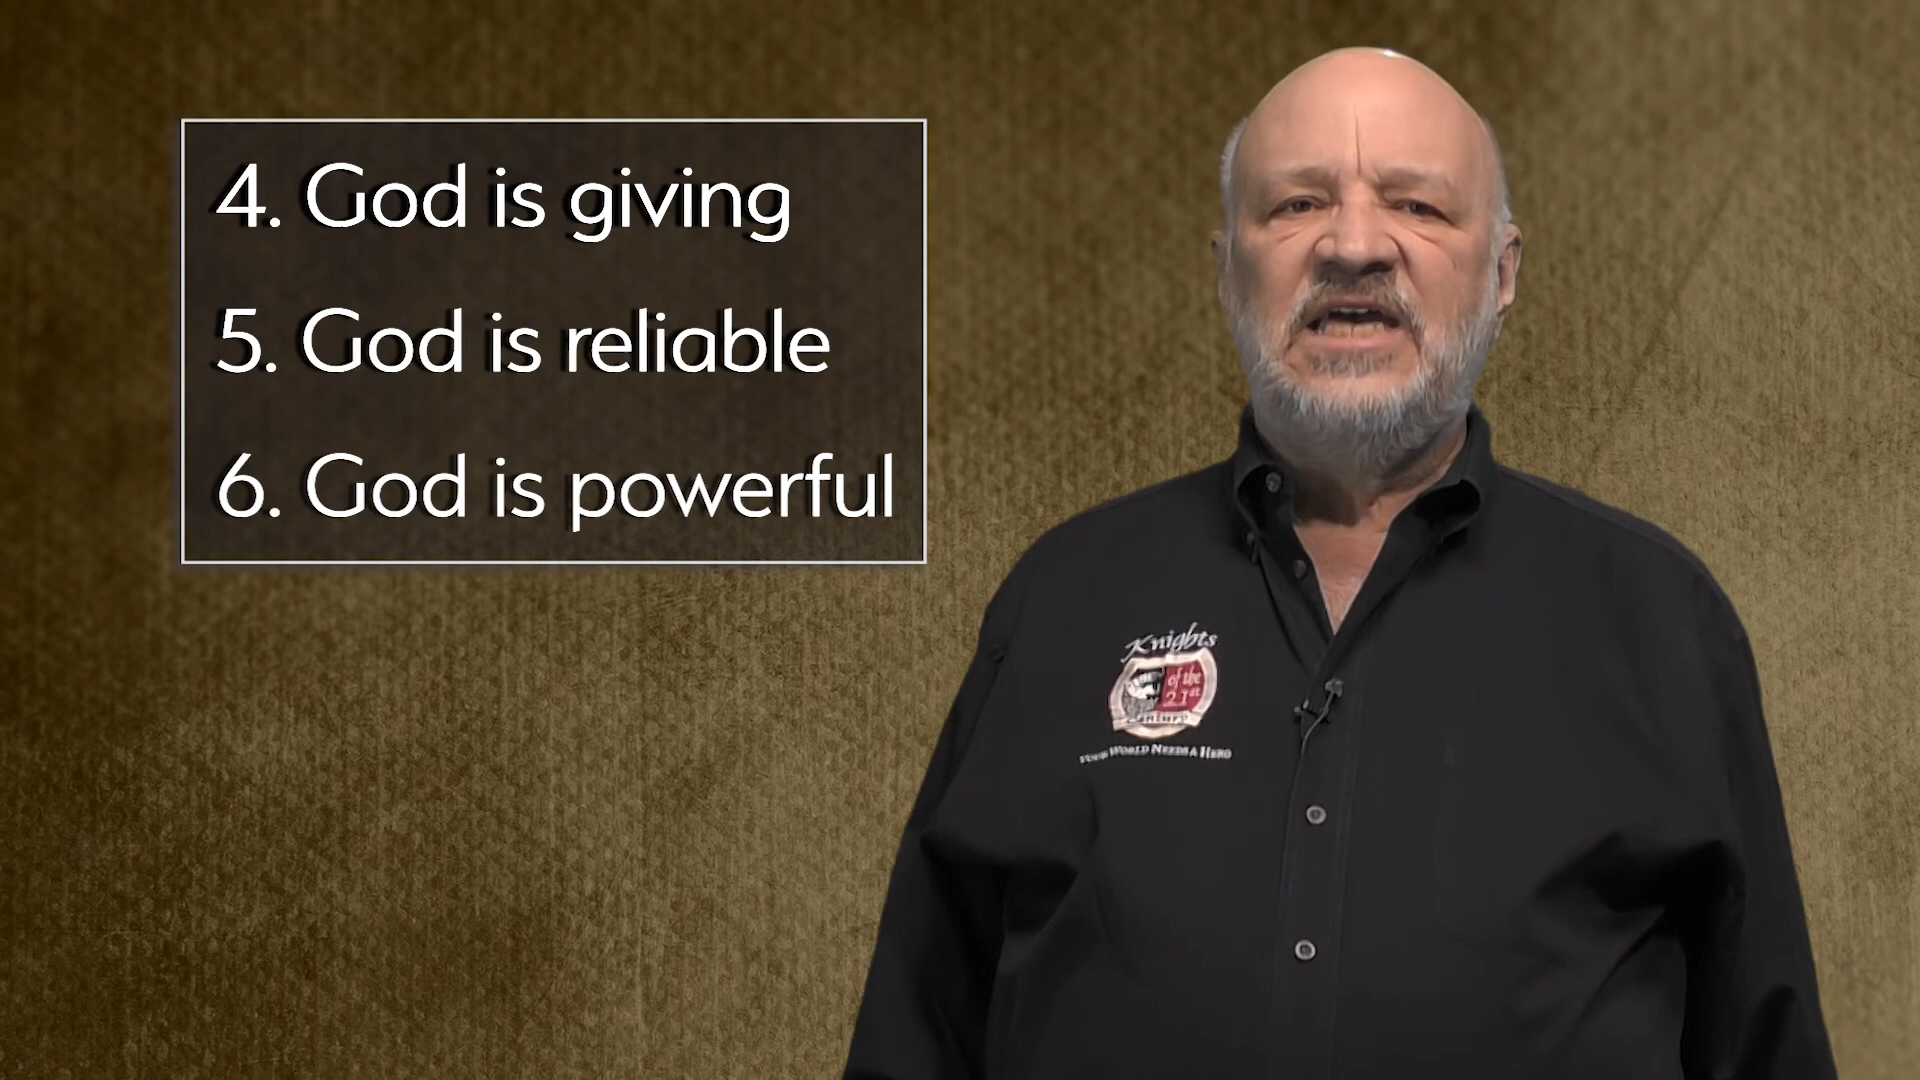 4. God is giving
5. God is reliable
6. God is powerful
Knights
of the
21st
Century
YOUR WORLD NEEDS A HERO